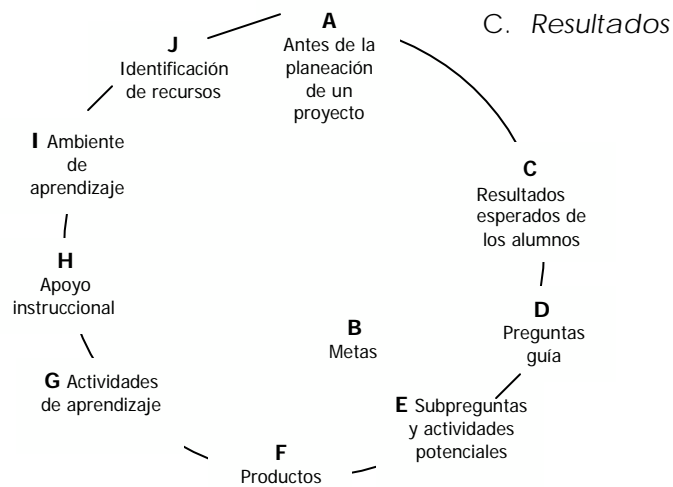 C. Resultados
A
Antes de la
planeación
de un
proyecto
C
Resultados
esperados de
los alumnos
D
Preguntas
guía
B
Metas
E Subpreguntas
y actividades
potenciales
F
Productos
G Actividades
de aprendizaje
H
Apoyo
instruccional
I Ambiente
de
aprendizaje
J
Identificación
de recursos